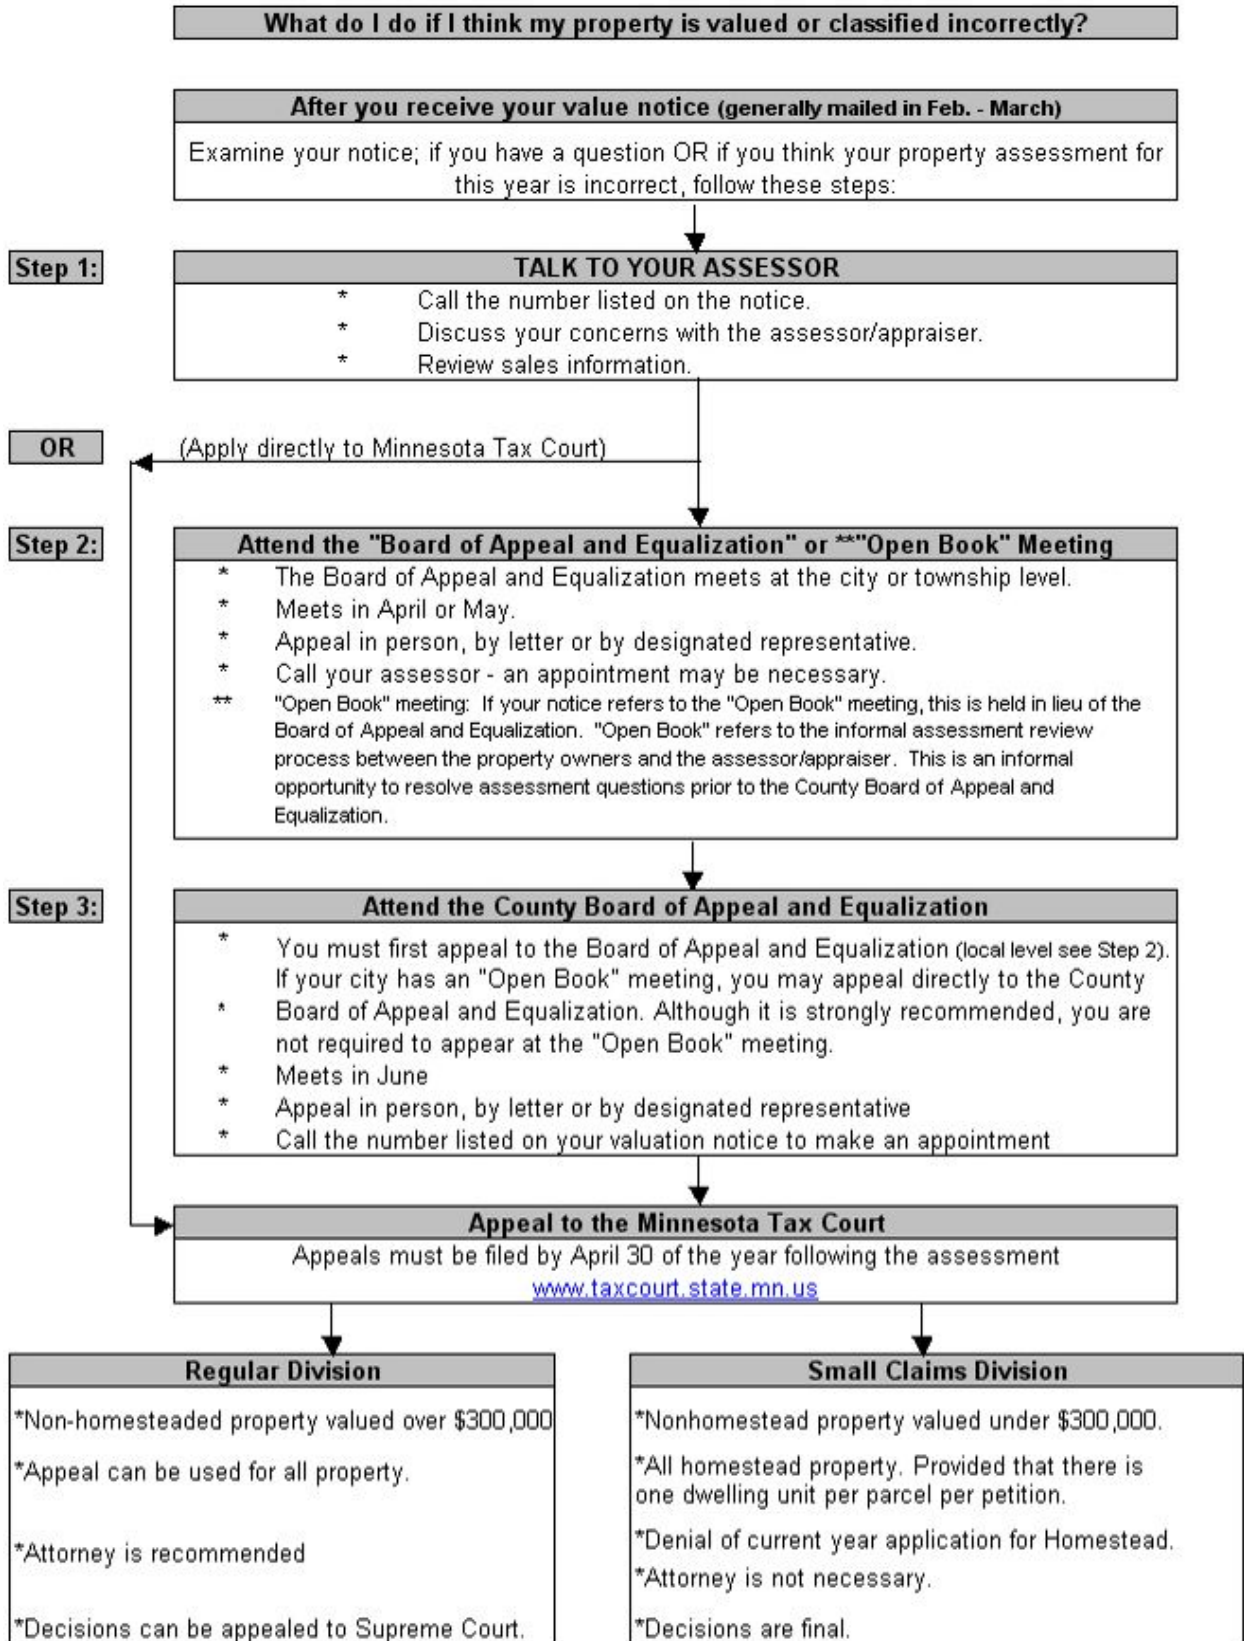 What do I do if I think my property is valued or classified incorrectly?
After you receive your value notice (generally mailed in Feb. - March)
Examine your notice; if you have a question OR if you think your property assessment for
this year is incorrect, follow these steps:
Step 1:
TALK TO YOUR ASSESSOR
* Call the number listed on the notice.
* Discuss your concerns with the assessor/appraiser.
* Review sales information.
OR
(Apply directly to Minnesota Tax Court)
Step 2:
Attend the "Board of Appeal and Equalization" or **"Open Book" Meeting
* The Board of Appeal and Equalization meets at the city or township level.
* Meets in April or May.
* Appeal in person, by letter or by designated representative.
* Call your assessor - an appointment may be necessary.
** "Open Book" meeting: If your notice refers to the "Open Book" meeting, this is held in lieu of the
Board of Appeal and Equalization. "Open Book" refers to the informal assessment review
process between the property owners and the assessor/appraiser. This is an informal
opportunity to resolve assessment questions prior to the County Board of Appeal and
Equalization.
Step 3:
Attend the County Board of Appeal and Equalization
* You must first appeal to the Board of Appeal and Equalization (local level see Step 2).
If your city has an "Open Book" meeting, you may appeal directly to the County
* Board of Appeal and Equalization. Although it is strongly recommended, you are
not required to appear at the "Open Book" meeting.
* Meets in June
* Appeal in person, by letter or by designated representative
* Call the number listed on your valuation notice to make an appointment
Appeal to the Minnesota Tax Court
Appeals must be filed by April 30 of the year following the assessment
www.taxcourt.state.mn.us
Regular Division
*Non-homesteaded property valued over $300,000
*Appeal can be used for all property.
*Attorney is recommended
*Decisions can be appealed to Supreme Court.
Small Claims Division
*Nonhomestead property valued under $300,000.
*All homestead property. Provided that there is
one dwelling unit per parcel per petition.
*Denial of current year application for Homestead.
*Attorney is not necessary.
*Decisions are final.